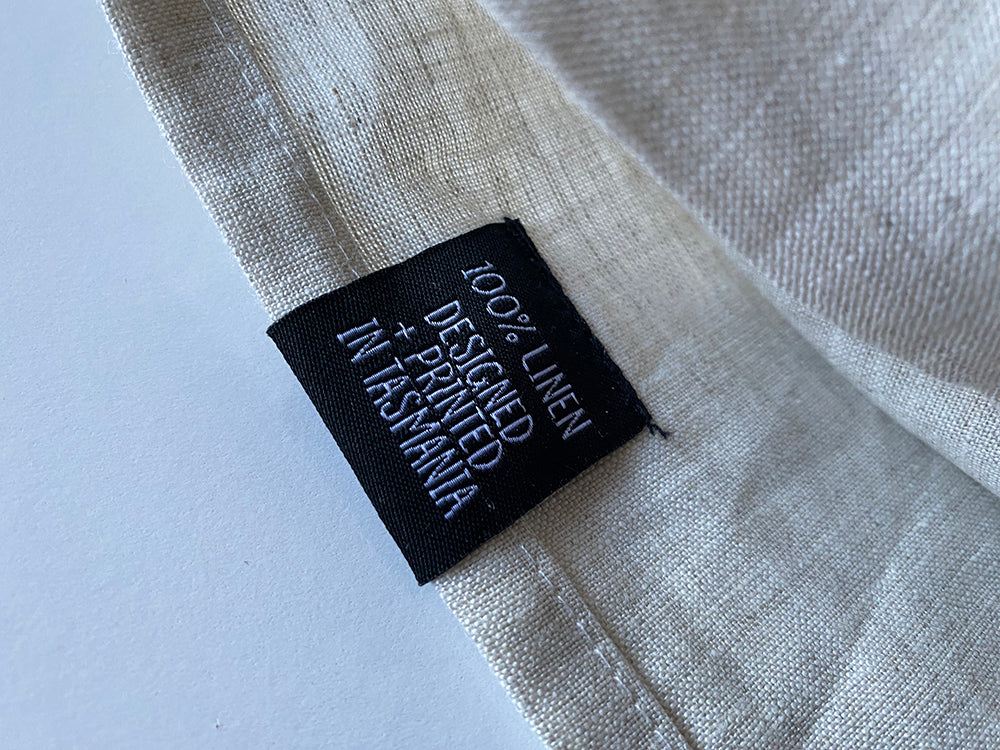 100% LINEN
DESIGNED
+ PRINTED
IN TASMANIA